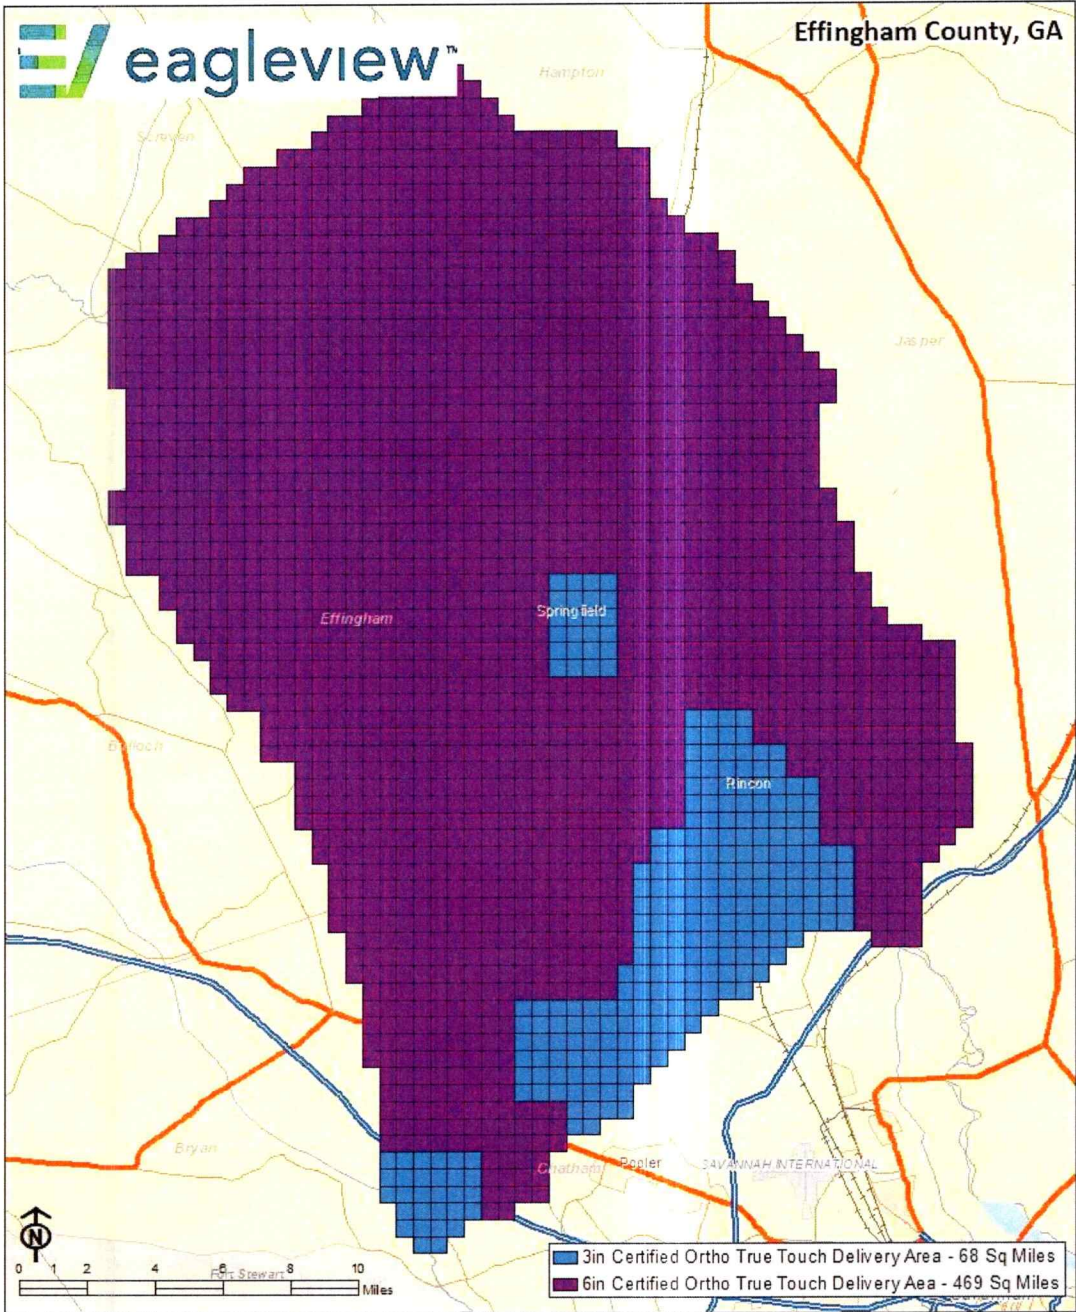 eagleview™
Effingham County, GA
Hampton
Screven
Jasper
Effingham
Springfield
Bulloch
Rincon
Bryan
Chatham
Pooler
SAVANNAH INTERNATIONAL
N
0 2 4 6 8 10
Miles
Fort Stewart
3in Certified Ortho True Touch Delivery Area - 68 Sq Miles
6in Certified Ortho True Touch Delivery Aea - 469 Sq Miles